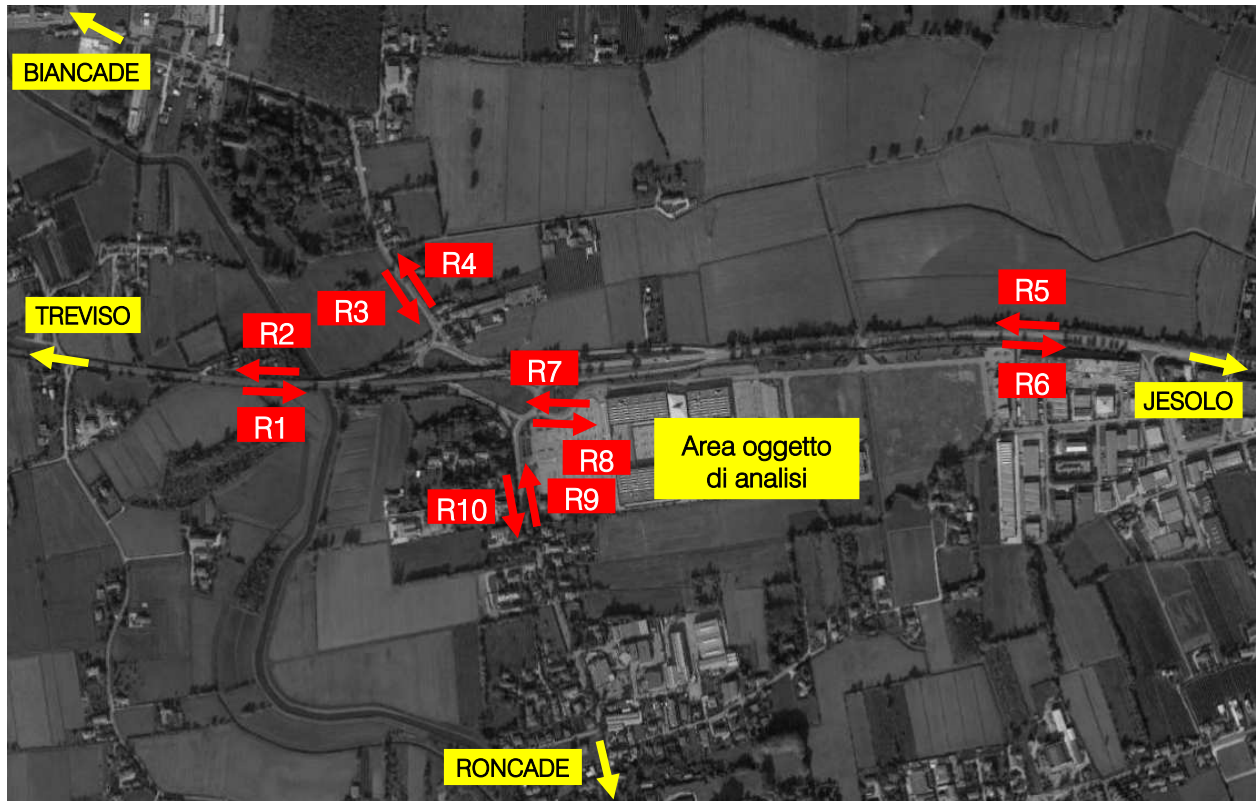 BIANCADE
R4
R3
R5
TREVISO
R2
R7
R6
JESOLO
R1
Area oggetto
di analisi
R8
R9
R10
RONCADE